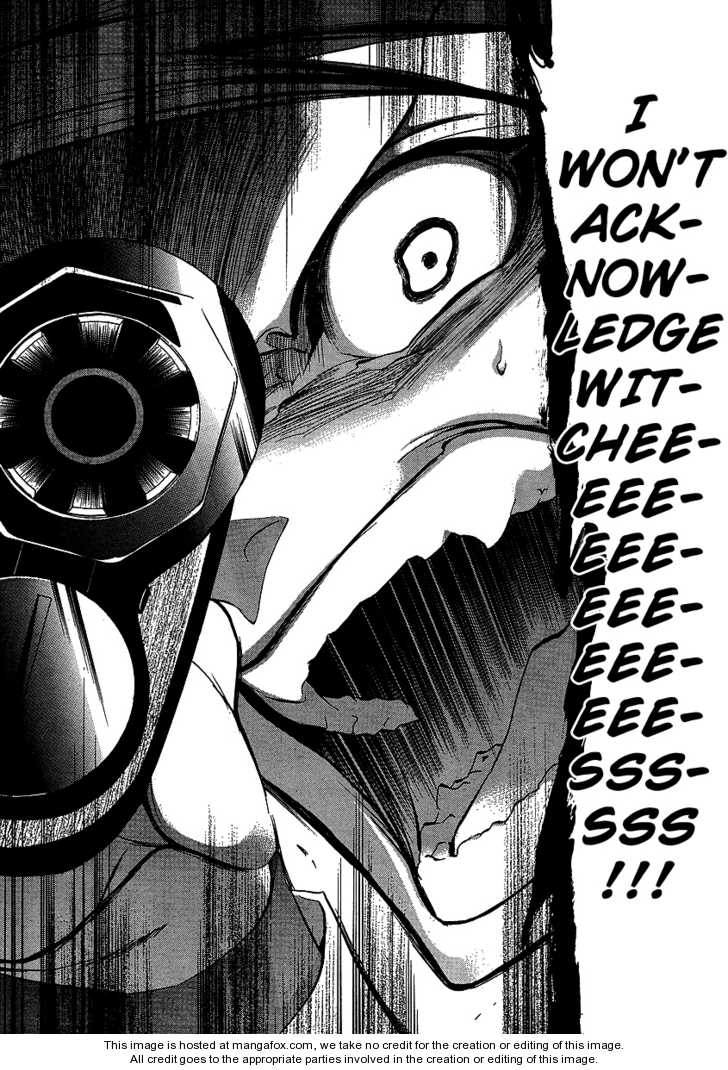 I
WON'T
ACK-
NOW-
LEDGE
WIT-
CHEE-
EEE-
EEE-
EEE-
EEE-
EEE-
SSS-
SSS
!!!
This image is hosted at mangafox.com, we take no credit for the creation or editing of this image.
All credit goes to the appropriate parties involved in the creation or editing of this image.